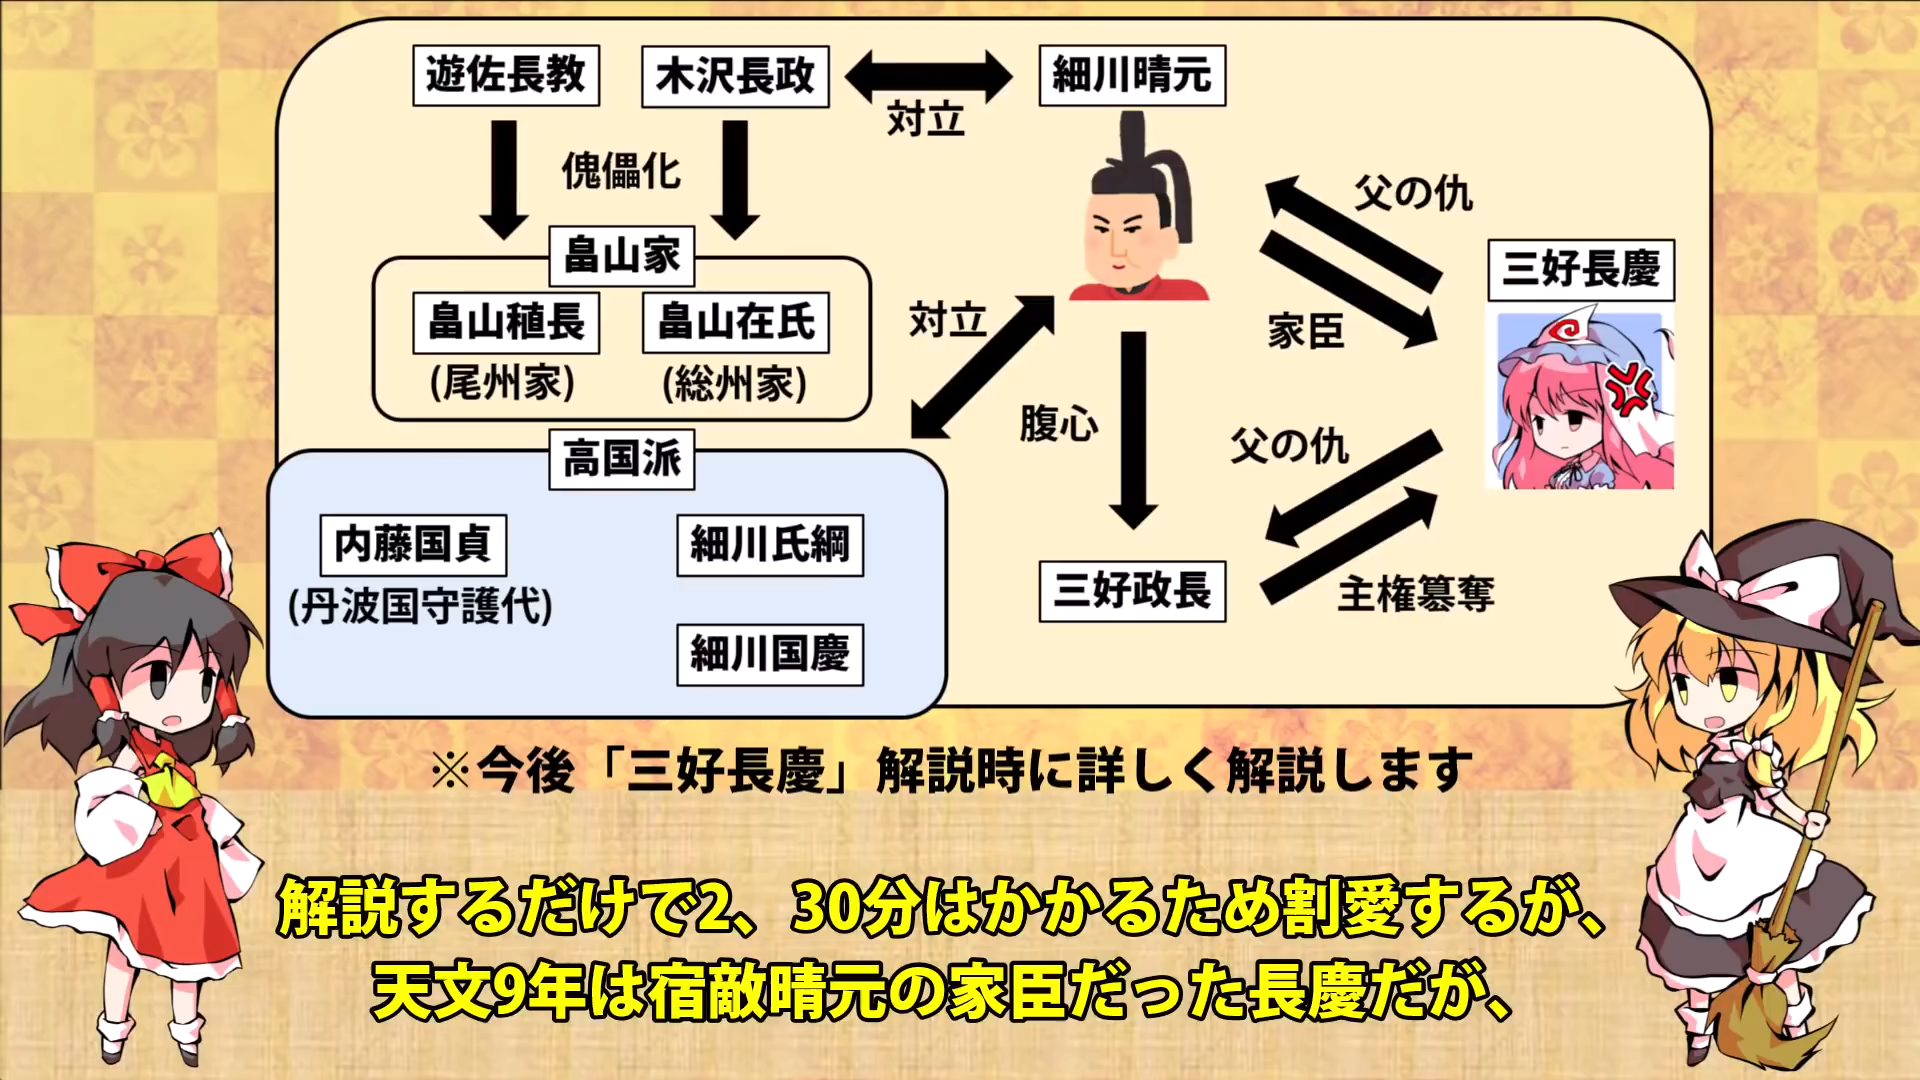 遊佐長教
木沢長政
細川晴元
対立
傀儡化
父の仇
畠山家
三好長慶
畠山稙長
畠山在氏
対立
家臣
(尾州家)
(総州家)
腹心
父の仇
高国派
内藤国貞
細川氏綱
(丹波国守護代)
三好政長
主権簒奪
細川国慶
※今後「三好長慶」解説時に詳しく解説します
解説するだけで2、30分はかかるため割愛するが、
天文9年は宿敵晴元の家臣だった長慶だが、